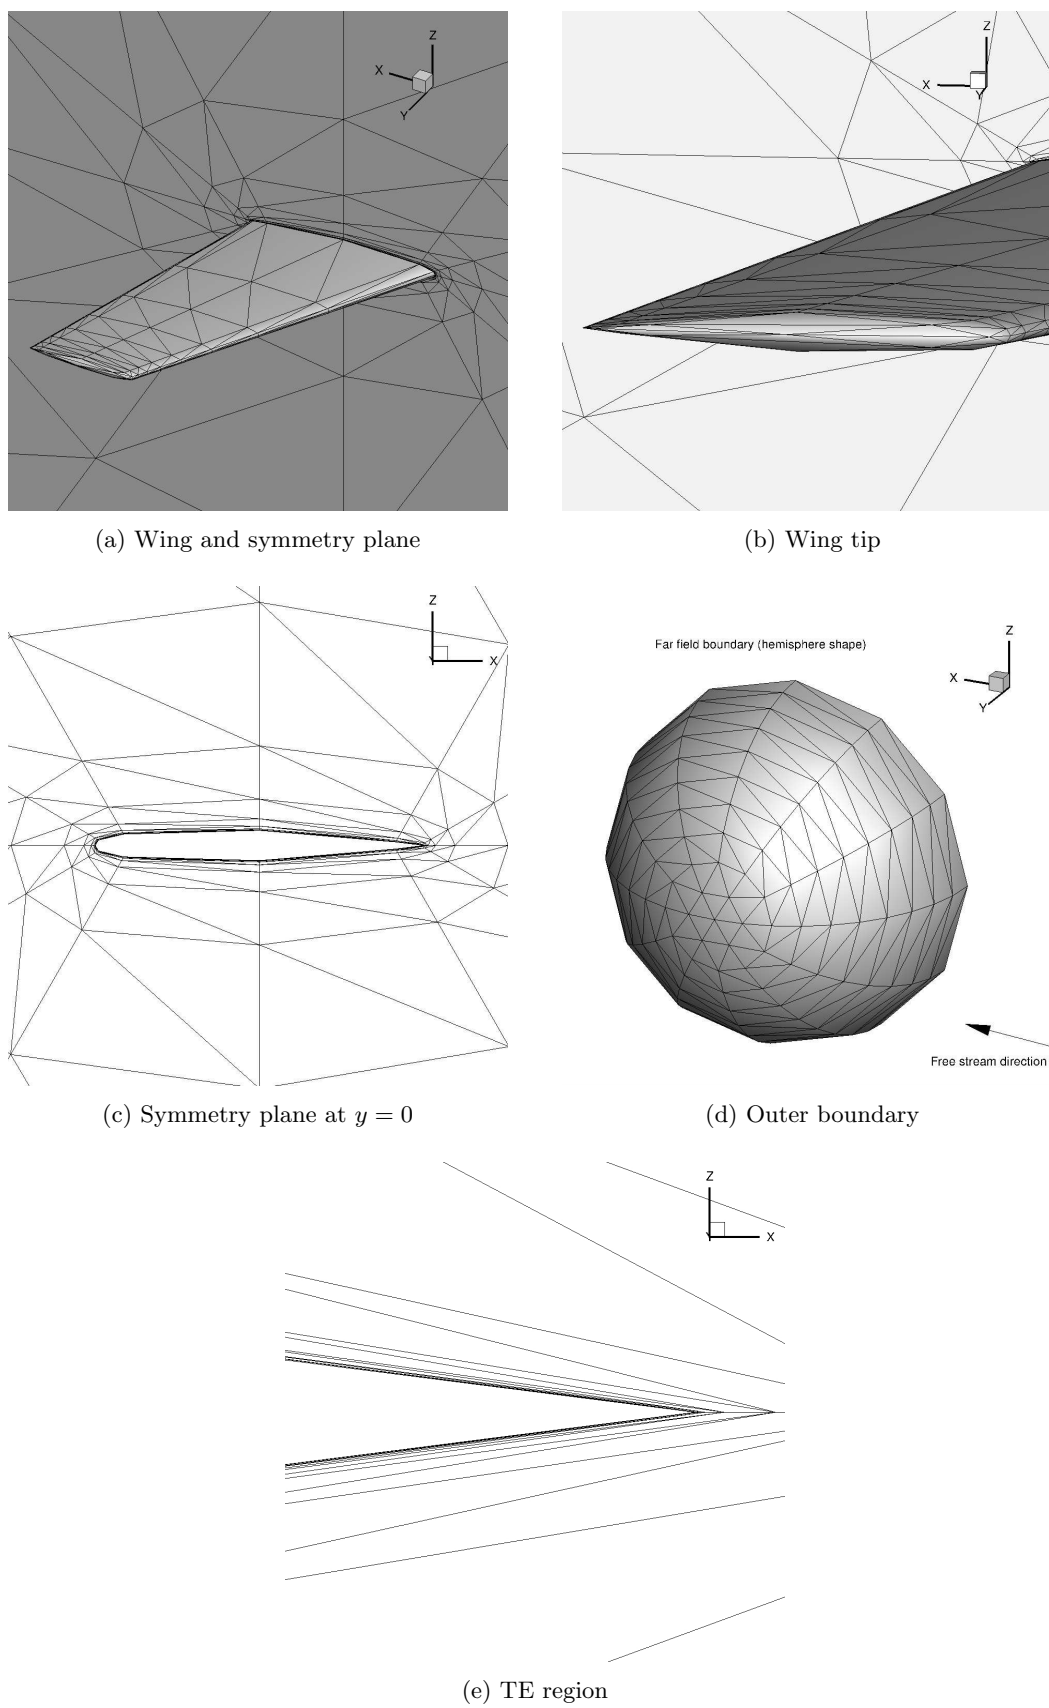 Z
X
Y
(a) Wing and symmetry plane
Z
X
Y
(b) Wing tip
Z
X
Y
(c) Symmetry plane at y = 0
Far field boundary (hemisphere shape)
Z
X
Y
Free stream direction
(d) Outer boundary
Z
X
Y
(e) TE region